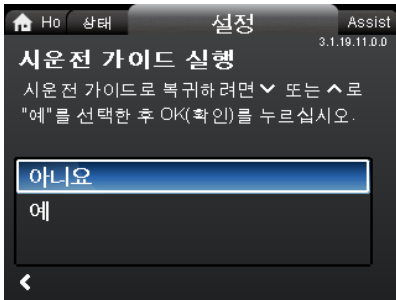 Ho 상태 설정 Assist
3.1.19.11.0.0
시운전 가이드 실행
시운전 가이드로 복귀하려면 또는 로
"예"를 선택한 후 OK(확인)를 누르십시오.
아니요
예